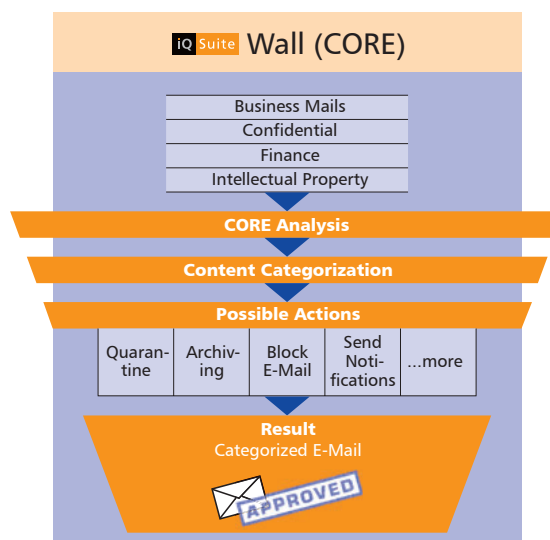 iQ Suite Wall (CORE)
Business Mails
Confidential
Finance
Intellectual Property
CORE Analysis
Content Categorization
Possible Actions
Quaran-
tine
Archiv-
ing
Block
E-Mail
Send
Noti-
fications
...more
Result
Categorized E-Mail
APPROVED